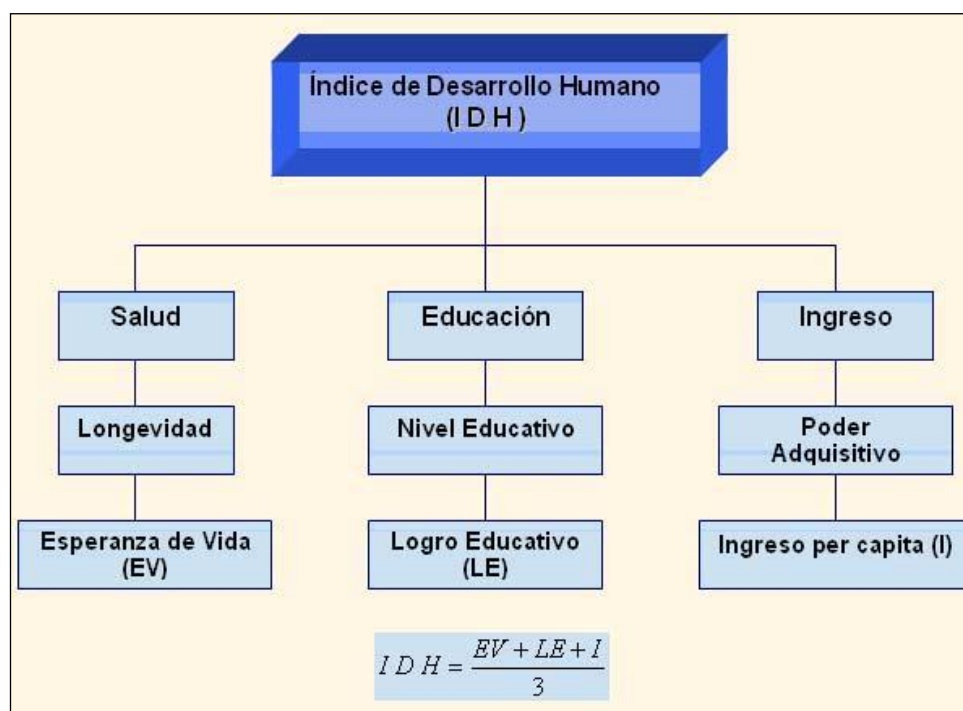 Índice de Desarrollo Humano
(I D H)
Salud
Educación
Ingreso
Longevidad
Nivel Educativo
Poder
Adquisitivo
Esperanza de Vida
(EV)
Logro Educativo
(LE)
Ingreso per capita (I)
I D H = \frac{EV + LE + I}{3}